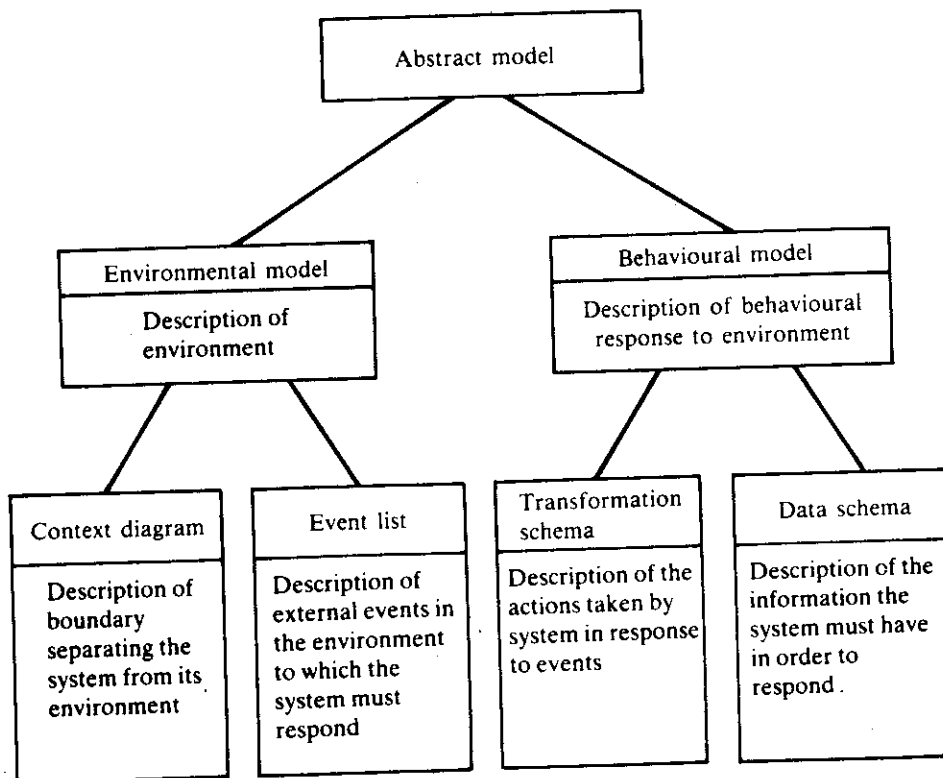 Abstract model
Environmental model
Description of
environment
Behavioural model
Description of behavioural
response to environment
Context diagram
Description of
boundary
separating the
system from its
environment
Event list
Description of
external events in
the environment
to which the
system must
respond
Transformation
schema
Description of the
actions taken by
system in response
to events
Data schema
Description of the
information the
system must have
in order to
respond .